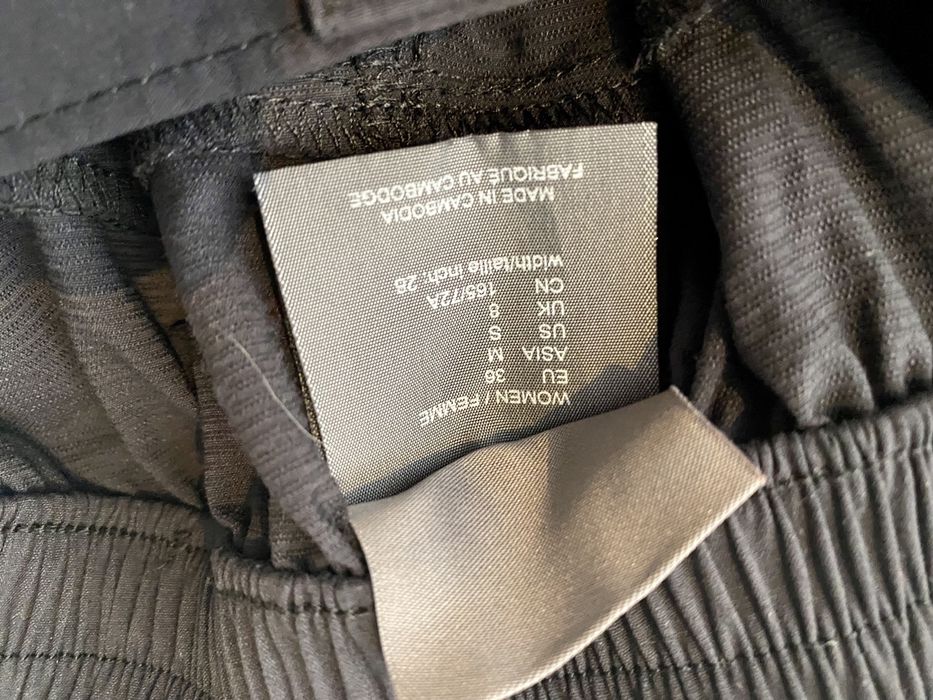 WOMEN / FEMME
EU 36
ASIA M
US S
UK 8
CN 165/72A
Width/taille inch: 28
MADE IN CAMBODIA
FABRIQUE AU CAMBODGE